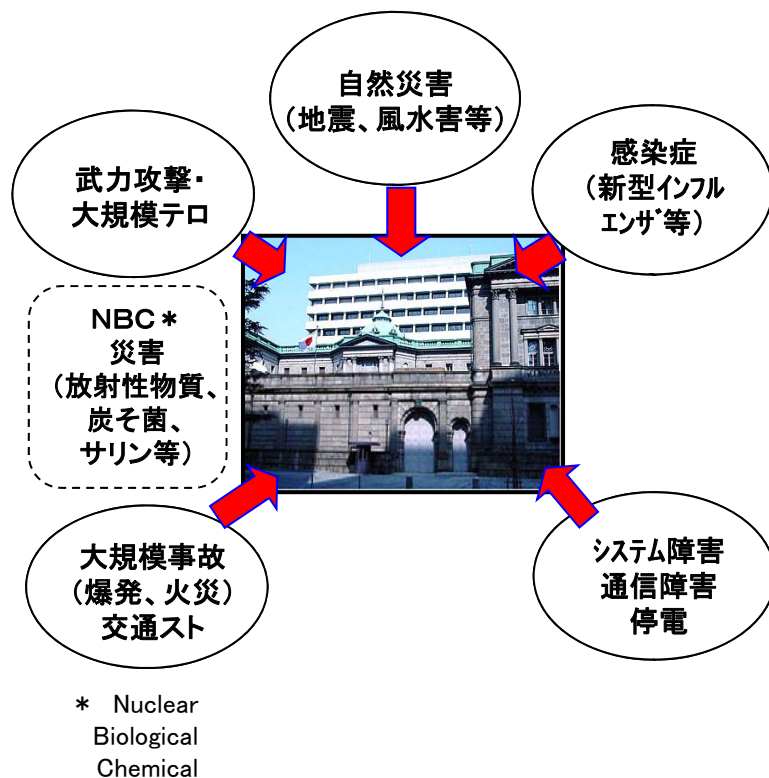 自然災害
（地震、風水害等）
武力攻撃・
大規模テロ
感染症
（新型ｲﾝﾌﾙ
ｴﾝｻﾞ等）
ＮＢＣ＊
災害
（放射性物質、
炭そ菌、
サリン等）
大規模事故
（爆発、火災）
交通スト
ｼｽﾃﾑ障害
通信障害
停電
＊ Nuclear
Biological
Chemical